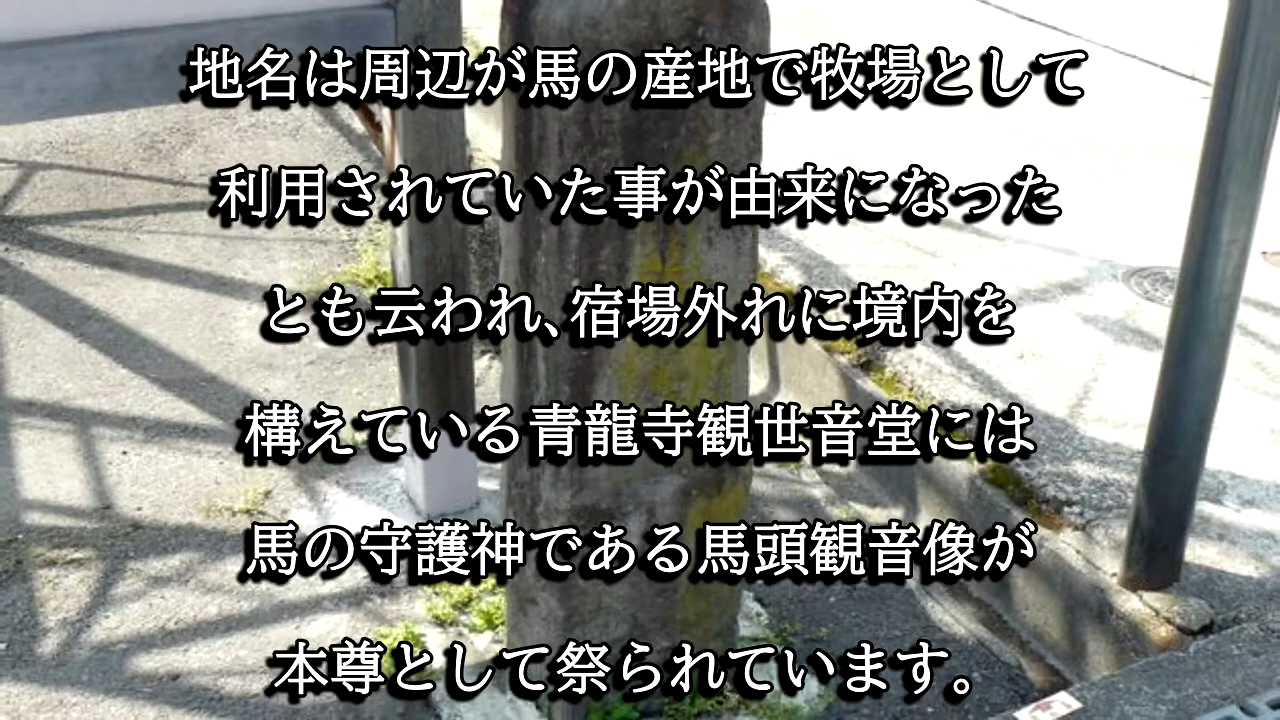 地名は周辺が馬の産地で牧場として
利用されていた事が由来になった
とも云われ、宿場外れに境内を
構えている青龍寺観世音堂には
馬の守護神である馬頭観音像が
本尊として祭られています。